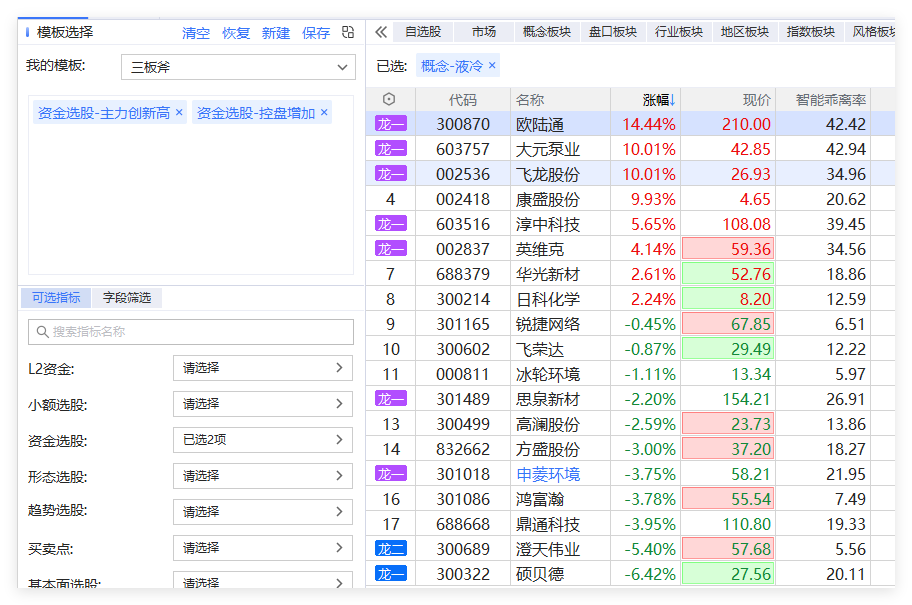 模板选择 清空 恢复 新建 保存
我的模板: 三板斧
资金选股-主力创新高 × 资金选股-控盘增加 ×
可选指标 字段筛选
搜索指标名称
L2资金: 请选择
小额选股: 请选择
资金选股: 已选2项
形态选股: 请选择
趋势选股: 请选择
买卖点: 请选择
基本面选股: 请选择
自选股 市场 概念板块 盘口板块 行业板块 地区板块 指数板块 风格板块
已选: 概念-液冷 ×
代码 名称 涨幅↓ 现价 智能乖离率
龙一 300870 欧陆通 14.44% 210.00 42.42
龙一 603757 大元泵业 10.01% 42.85 42.94
龙一 002536 飞龙股份 10.01% 26.93 34.96
4 002418 康盛股份 9.93% 4.65 20.62
龙一 603516 淳中科技 5.65% 108.08 39.45
龙一 002837 英维克 4.14% 59.36 34.56
7 688379 华光新材 2.61% 52.76 18.86
8 300214 日科化学 2.24% 8.20 12.59
9 301165 锐捷网络 -0.45% 67.85 6.51
10 300602 飞荣达 -0.87% 29.49 12.22
11 000811 冰轮环境 -1.11% 13.34 5.97
龙一 301489 思泉新材 -2.20% 154.21 26.91
13 300499 高澜股份 -2.59% 23.73 13.86
14 832662 方盛股份 -3.00% 37.20 18.27
龙一 301018 申菱环境 -3.75% 58.21 21.95
16 301086 鸿富瀚 -3.78% 55.54 7.49
17 688668 鼎通科技 -3.95% 110.80 19.33
龙二 300689 澄天伟业 -5.40% 57.68 5.56
龙一 300322 硕贝德 -6.42% 27.56 20.11